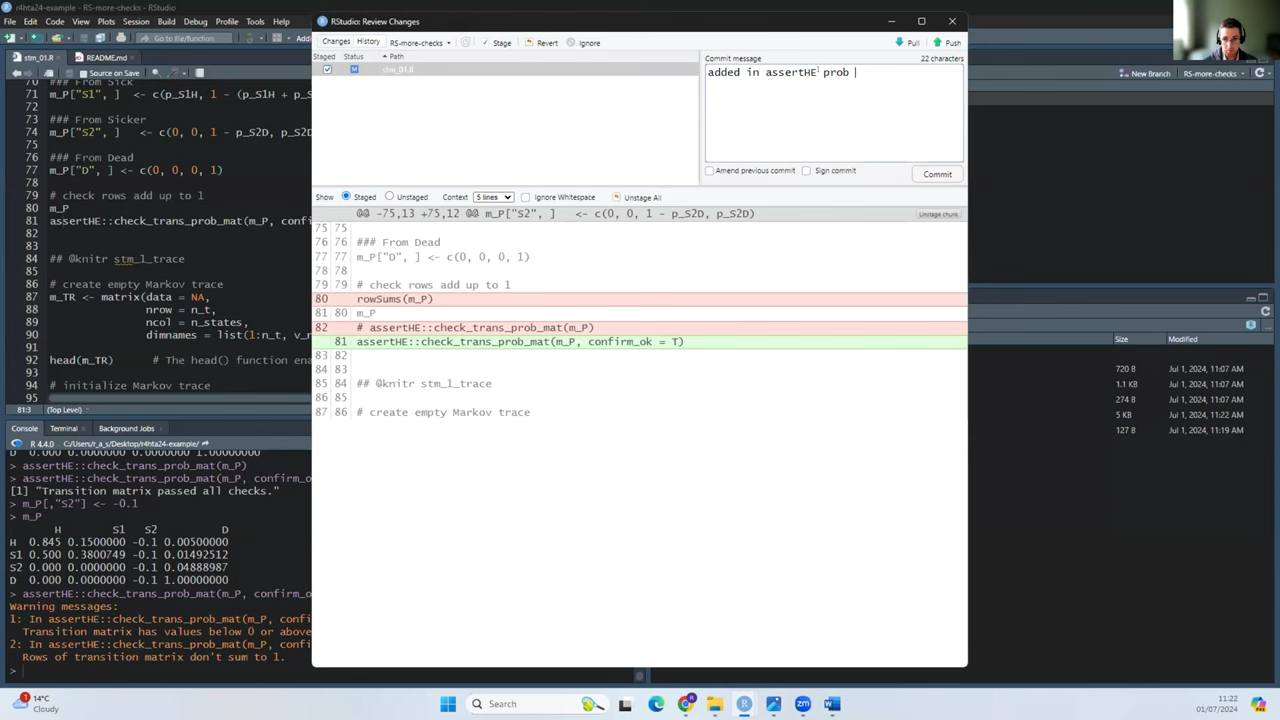 r4hta24-example
RStudio: Review Changes
File Edit Code View Plots Session Build Debug Profile Tools
Go to file/function
Changes History RS-more-checks Stage Revert Ignore Pull Push
stm_01.R README.md
Staged Status Path
Commit message 22 characters
Source on Save
M stm_01.R
added in assertHE prob
New Branch RS-more-checks
70 ### From Sick
71 m_P["S1", ] <- c(p_S1H, 1 - (p_S1H + p
72
73 ### From Sicker
74 m_P["S2", ] <- c(0, 0, 1 - p_S2D, p_S2D)
75
76 ### From Dead
77 m_P["D", ] <- c(0, 0, 0, 1)
78
79 # check rows add up to 1
80 m_P
81 assertHE::check_trans_prob_mat(m_P, confi
82
83
84 ## @knitr stm_l_trace
85
86 # create empty Markov trace
87 m_TR <- matrix(data = NA,
88 nrow = n_t,
89 ncol = n_states,
90 dimnames = list(1:n_t, v_n
91
92 head(m_TR) # The head() function ena
93
94 # initialize Markov trace
95
81:3 (Top Level)
Amend previous commit Sign commit Commit
Show Staged Unstaged Context 5 lines Ignore Whitespace Unstage All
@@ -75,13 +75,12 @@ m_P["S2", ] <- c(0, 0, 1 - p_S2D, p_S2D) Unstage chunk
75 75
76 76 ### From Dead
77 77 m_P["D", ] <- c(0, 0, 0, 1)
78 78
79 79 # check rows add up to 1
80 rowSums(m_P)
81 80 m_P
82 # assertHE::check_trans_prob_mat(m_P)
81 assertHE::check_trans_prob_mat(m_P, confirm_ok = T)
83 82
84 83
85 84 ## @knitr stm_l_trace
86 85
87 86 # create empty Markov trace
Size Modified
720 B Jul 1, 2024, 11:07 AM
1.1 KB Jul 1, 2024, 11:07 AM
274 B Jul 1, 2024, 11:07 AM
5 KB Jul 1, 2024, 11:22 AM
127 B Jul 1, 2024, 11:19 AM
Console Terminal Background Jobs
R 4.4.0 C:/Users/r_a_s/Desktop/r4hta24-example/
D 0.000 0.0000000 0.0000000 1.00000000
> assertHE::check_trans_prob_mat(m_P)
> assertHE::check_trans_prob_mat(m_P, confirm_o
[1] "Transition matrix passed all checks."
> m_P[,"S2"] <- -0.1
> m_P
H S1 S2 D
H 0.845 0.1500000 -0.1 0.00500000
S1 0.500 0.3800749 -0.1 0.01492512
S2 0.000 0.0000000 -0.1 0.04888987
D 0.000 0.0000000 -0.1 1.00000000
> assertHE::check_trans_prob_mat(m_P, confirm_o
Warning messages:
1: In assertHE::check_trans_prob_mat(m_P, confi
Transition matrix has values below 0 or above
2: In assertHE::check_trans_prob_mat(m_P, confi
Rows of transition matrix don't sum to 1.
>
1
14°C
Cloudy
Search
11:22
01/07/2024